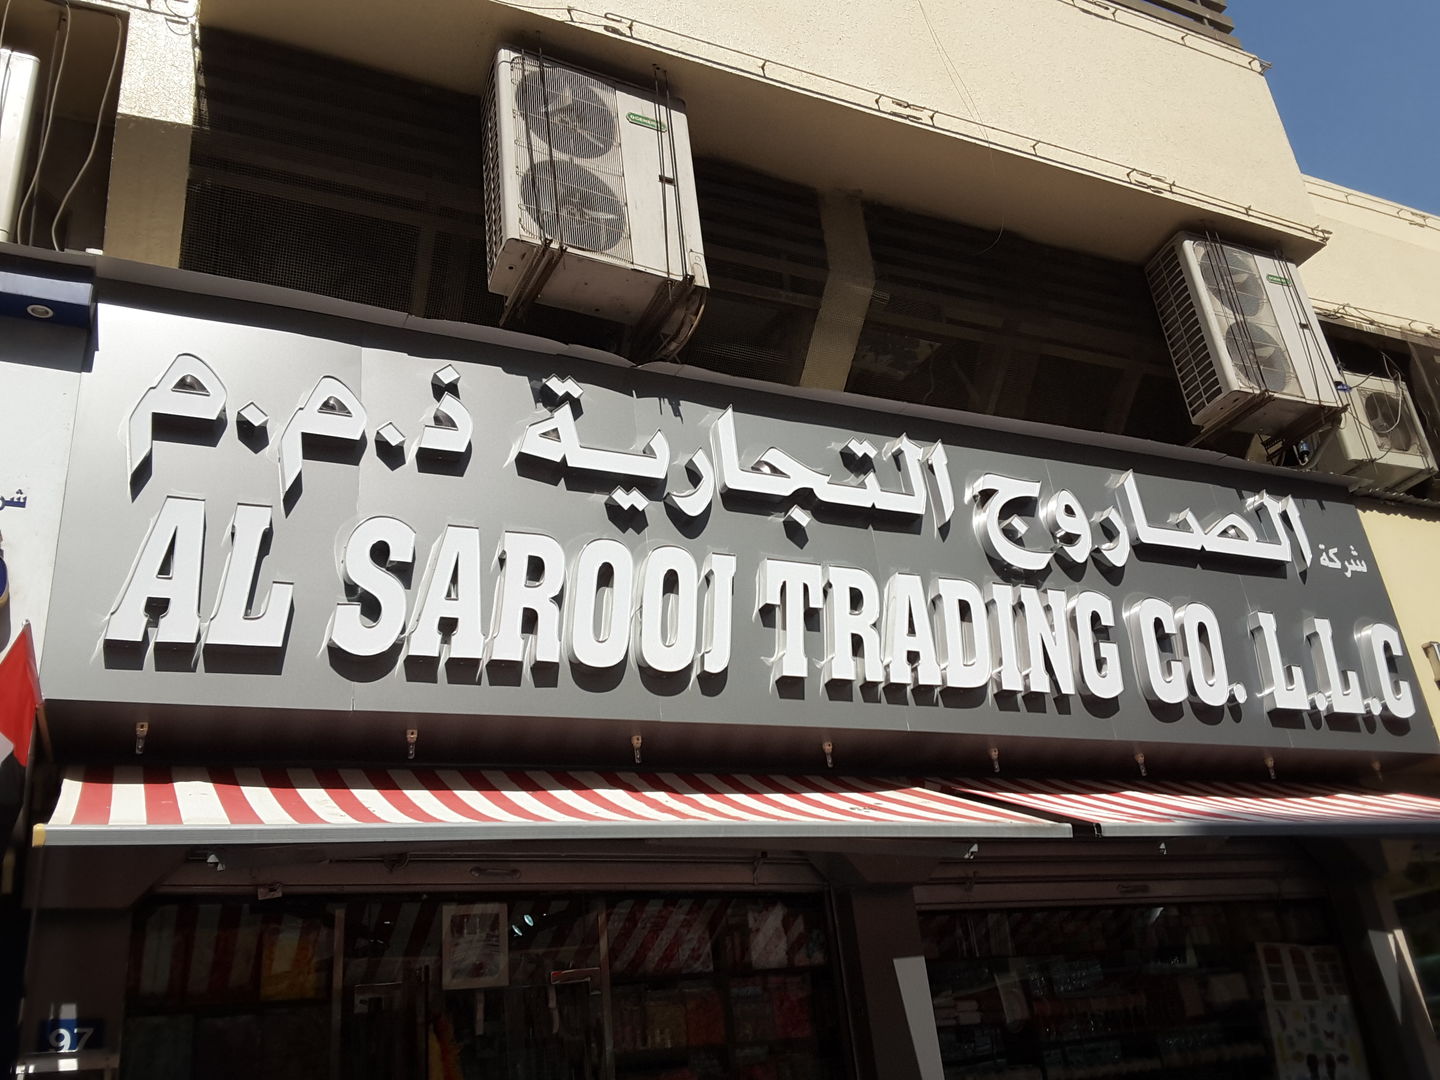 شركة الصاروج التجارية ذ.م.م
AL SAROOJ TRADING CO. L.L.C
97